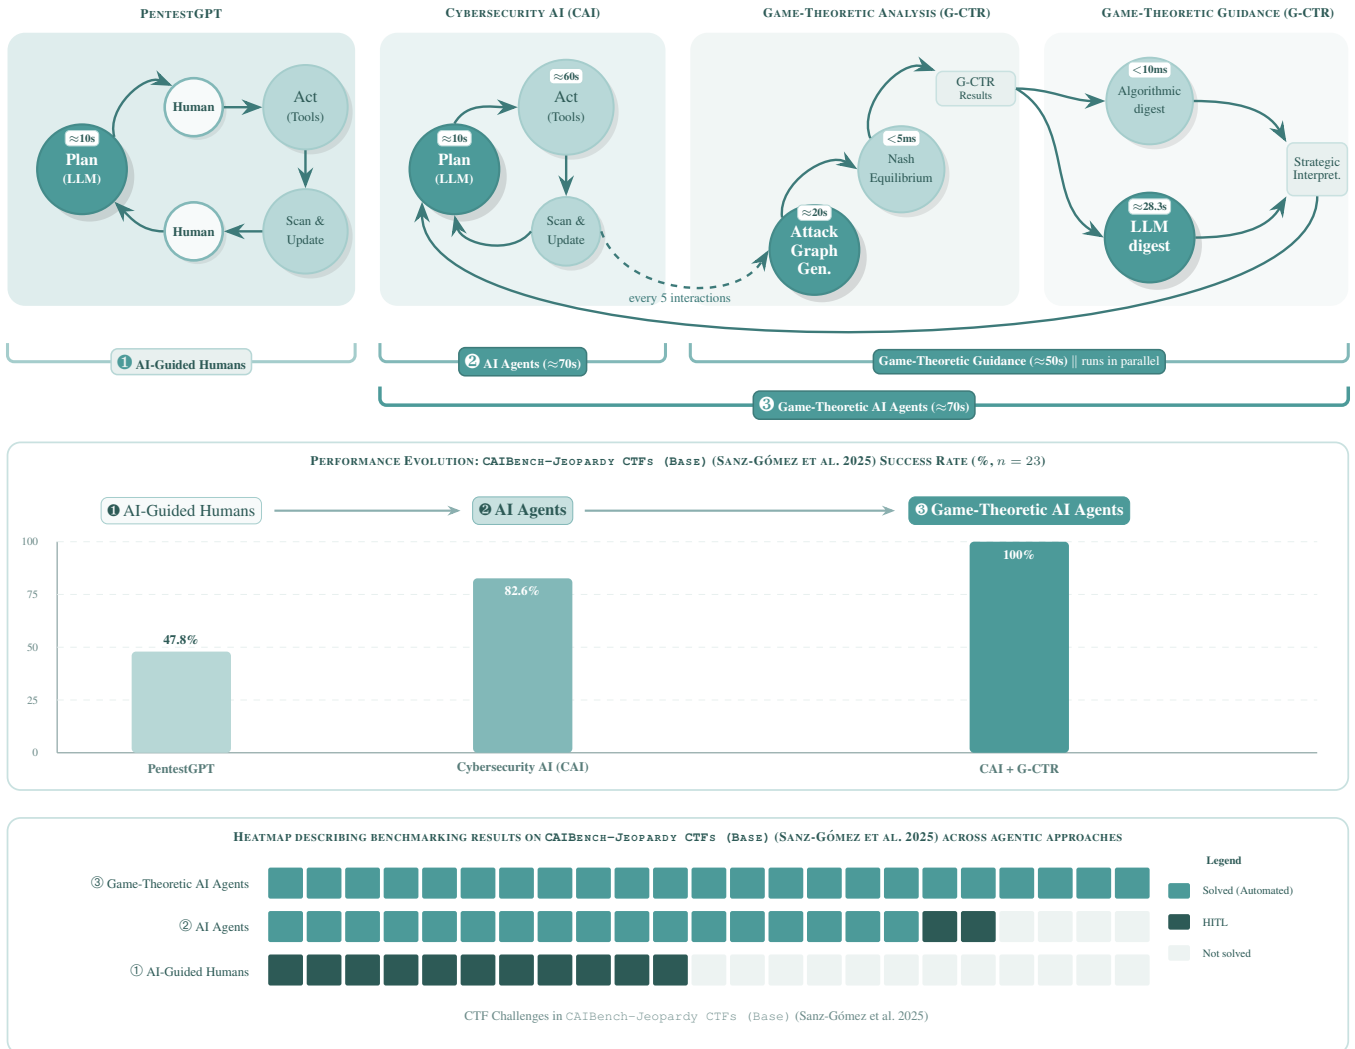 PentestGPT
Cybersecurity AI (CAI)
Game-Theoretic Analysis (G-CTR)
Game-Theoretic Guidance (G-CTR)
≈10s
Plan
(LLM)
Human
Act
(Tools)
Human
Scan &
Update
≈10s
Plan
(LLM)
≈60s
Act
(Tools)
Scan &
Update
every 5 interactions
≈20s
Attack
Graph
Gen.
<5ms
Nash
Equilibrium
G-CTR
Results
<10ms
Algorithmic
digest
≈28.3s
LLM
digest
Strategic
Interpret.
❶ AI-Guided Humans
❷ AI Agents (≈70s)
Game-Theoretic Guidance (≈50s) || runs in parallel
❸ Game-Theoretic AI Agents (≈70s)
Performance Evolution: CAIBench-Jeopardy CTFs (Base) (Sanz-Gómez et al. 2025) Success Rate (%, n = 23)
❶ AI-Guided Humans
❷ AI Agents
❸ Game-Theoretic AI Agents
100
75
50
25
0
47.8%
82.6%
100%
PentestGPT
Cybersecurity AI (CAI)
CAI + G-CTR
Heatmap describing benchmarking results on CAIBench-Jeopardy CTFs (Base) (Sanz-Gómez et al. 2025) across agentic approaches
③ Game-Theoretic AI Agents
② AI Agents
① AI-Guided Humans
Legend
Solved (Automated)
HITL
Not solved
CTF Challenges in CAIBench-Jeopardy CTFs (Base) (Sanz-Gómez et al. 2025)